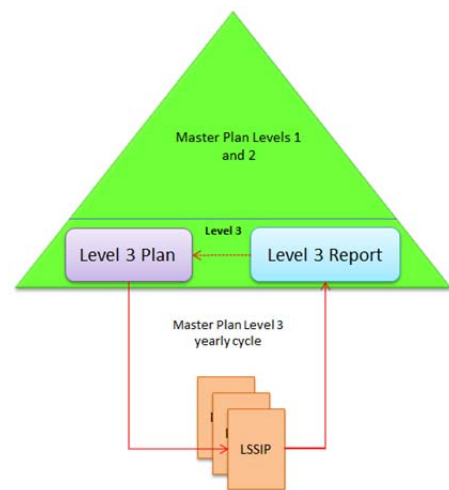 Master Plan Levels 1
and 2
Level 3
Level 3 Plan
Level 3 Report
Master Plan Level 3
yearly cycle
L
L
LSSIP